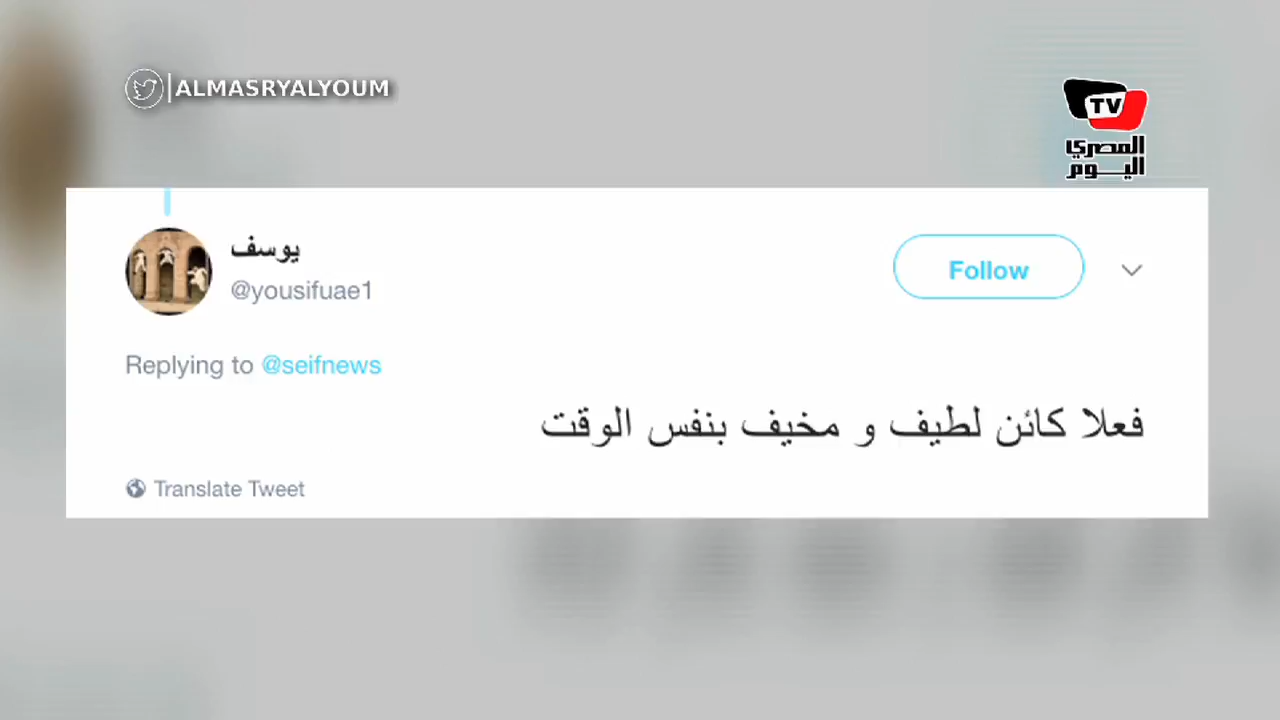 ALMASRYALYOUM
TV
المصري
اليوم
يوسف
@yousifuae1
Follow
Replying to @seifnews
فعلا كائن لطيف و مخيف بنفس الوقت
Translate Tweet